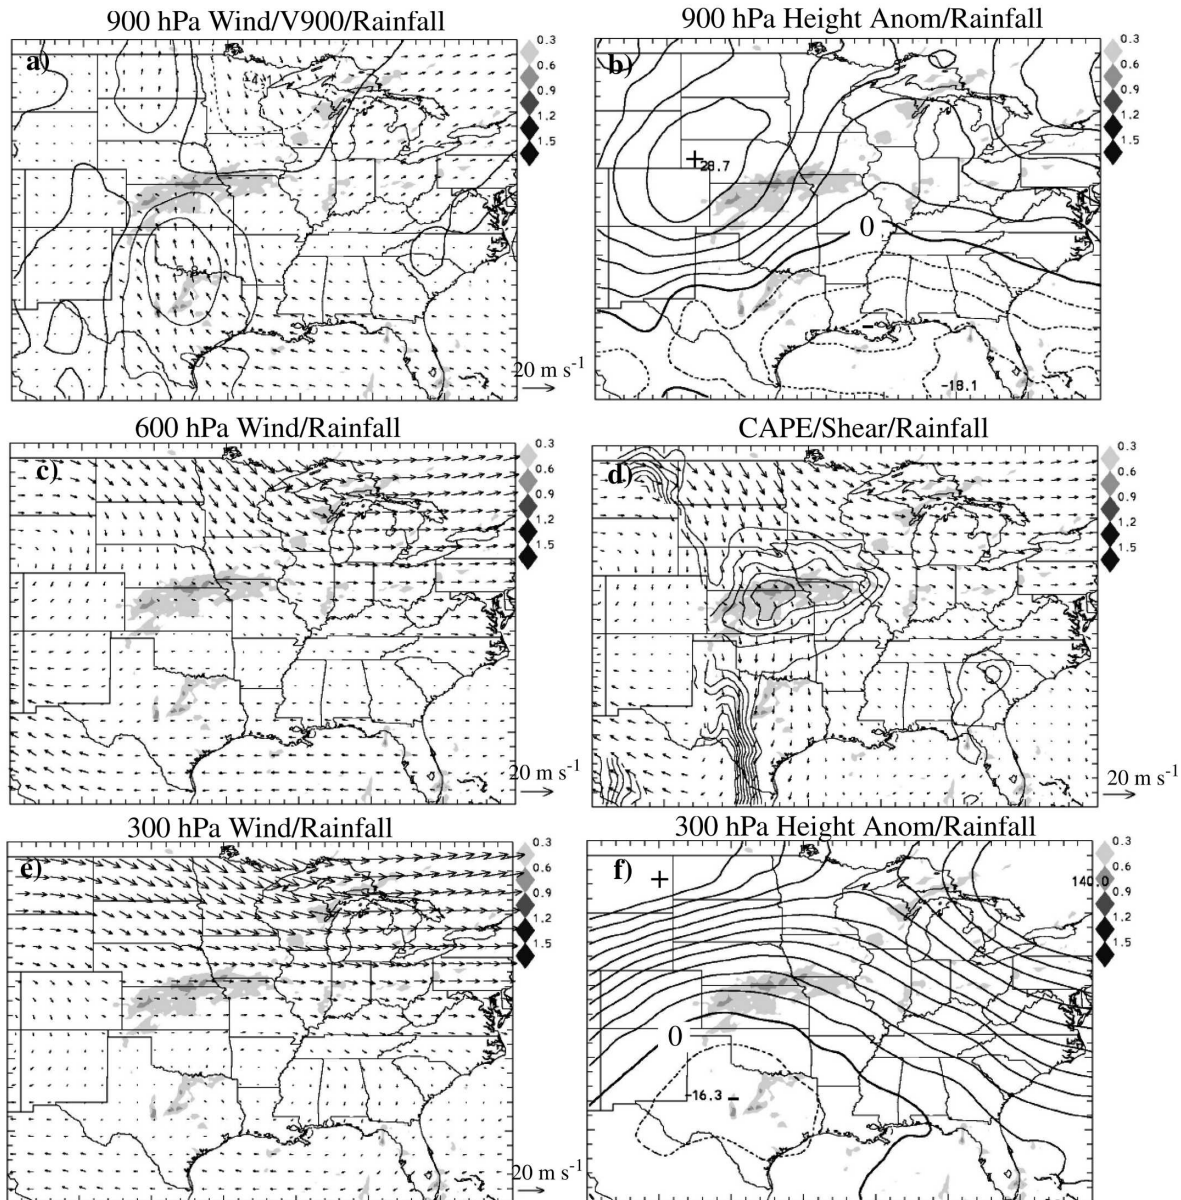 900 hPa Wind/V900/Rainfall
900 hPa Height Anom/Rainfall
a)
0.3
0.6
0.9
1.2
1.5
20 m s⁻¹
b)
0.3
0.6
0.9
1.2
1.5
+28.7
0
-
-18.1
600 hPa Wind/Rainfall
CAPE/Shear/Rainfall
c)
0.3
0.6
0.9
1.2
1.5
20 m s⁻¹
d)
0.3
0.6
0.9
1.2
1.5
20 m s⁻¹
300 hPa Wind/Rainfall
300 hPa Height Anom/Rainfall
e)
0.3
0.6
0.9
1.2
1.5
20 m s⁻¹
f)
+
0.3
0.6
140.0
0.9
1.2
1.5
0
-16.3 -